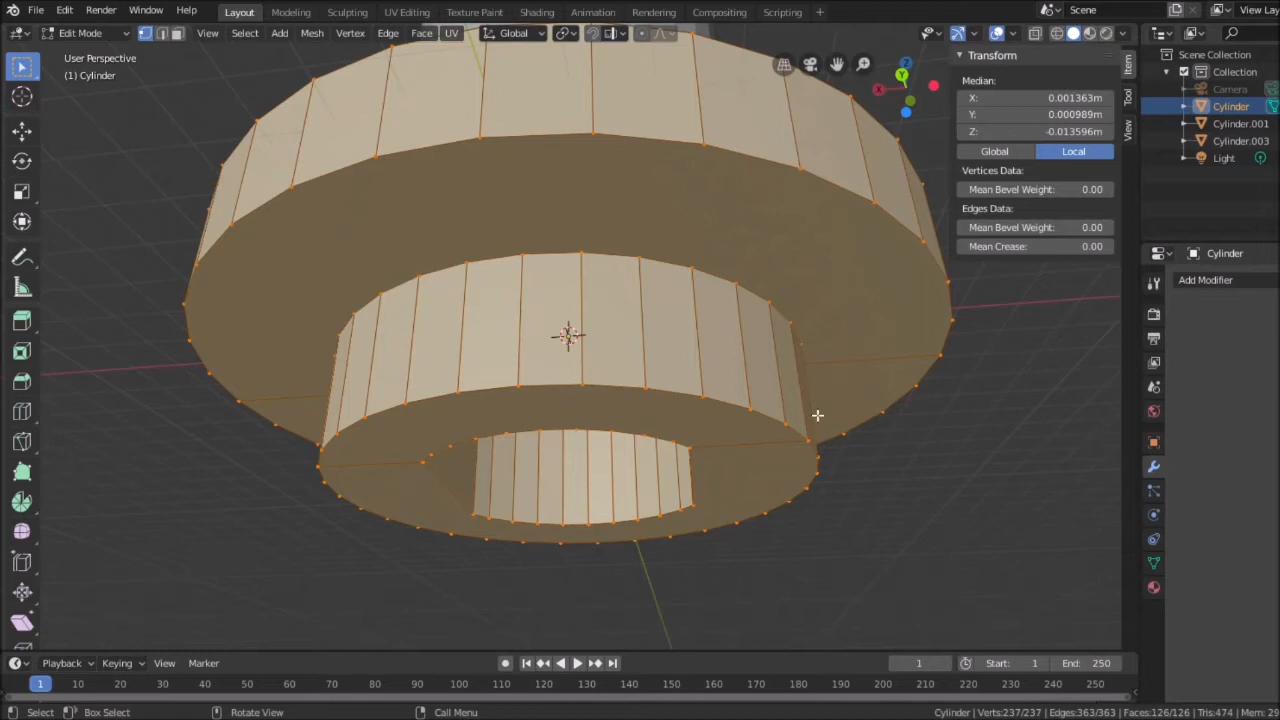 File Edit Render Window Help Layout Modeling Sculpting UV Editing Texture Paint Shading Animation Rendering Compositing Scripting + Scene View Lay
Edit Mode View Select Add Mesh Vertex Edge Face UV Global
User Perspective
(1) Cylinder
Transform
Median:
X: 0.001363m
Y: 0.000989m
Z: -0.013596m
Global Local
Vertices Data:
Mean Bevel Weight: 0.00
Edges Data:
Mean Bevel Weight: 0.00
Mean Crease: 0.00
Item
Tool
View
X
Y
Z
Scene Collection
Collection
Camera
Cylinder
Cylinder.001
Cylinder.003
Light
Cylinder
Add Modifier
Playback Keying View Marker 1 Start: 1 End: 250
1 10 20 30 40 50 60 70 80 90 100 110 120 130 140 150 160 170 180 190 200 210 220 230 240 250
Select Box Select Rotate View Call Menu Cylinder | Verts:237/237 | Edges:363/363 | Faces:126/126 | Tris:474 | Mem: 29